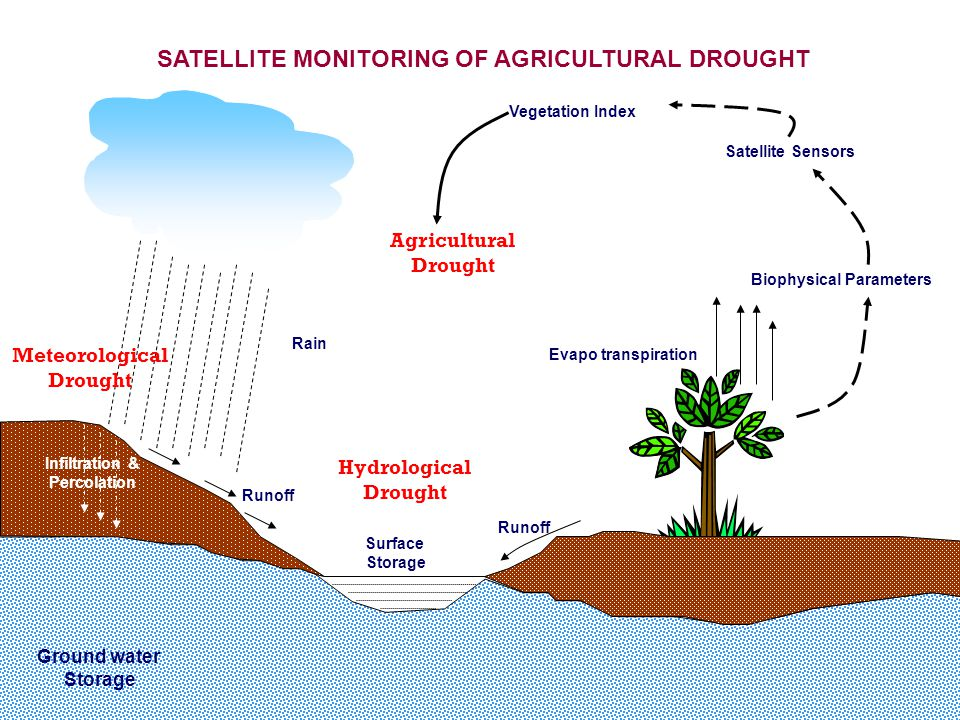 SATELLITE MONITORING OF AGRICULTURAL DROUGHT
Vegetation Index
Satellite Sensors
Agricultural
Drought
Biophysical Parameters
Rain
Evapo transpiration
Meteorological
Drought
Infiltration &
Percolation
Hydrological
Drought
Runoff
Runoff
Surface
Storage
Ground water
Storage